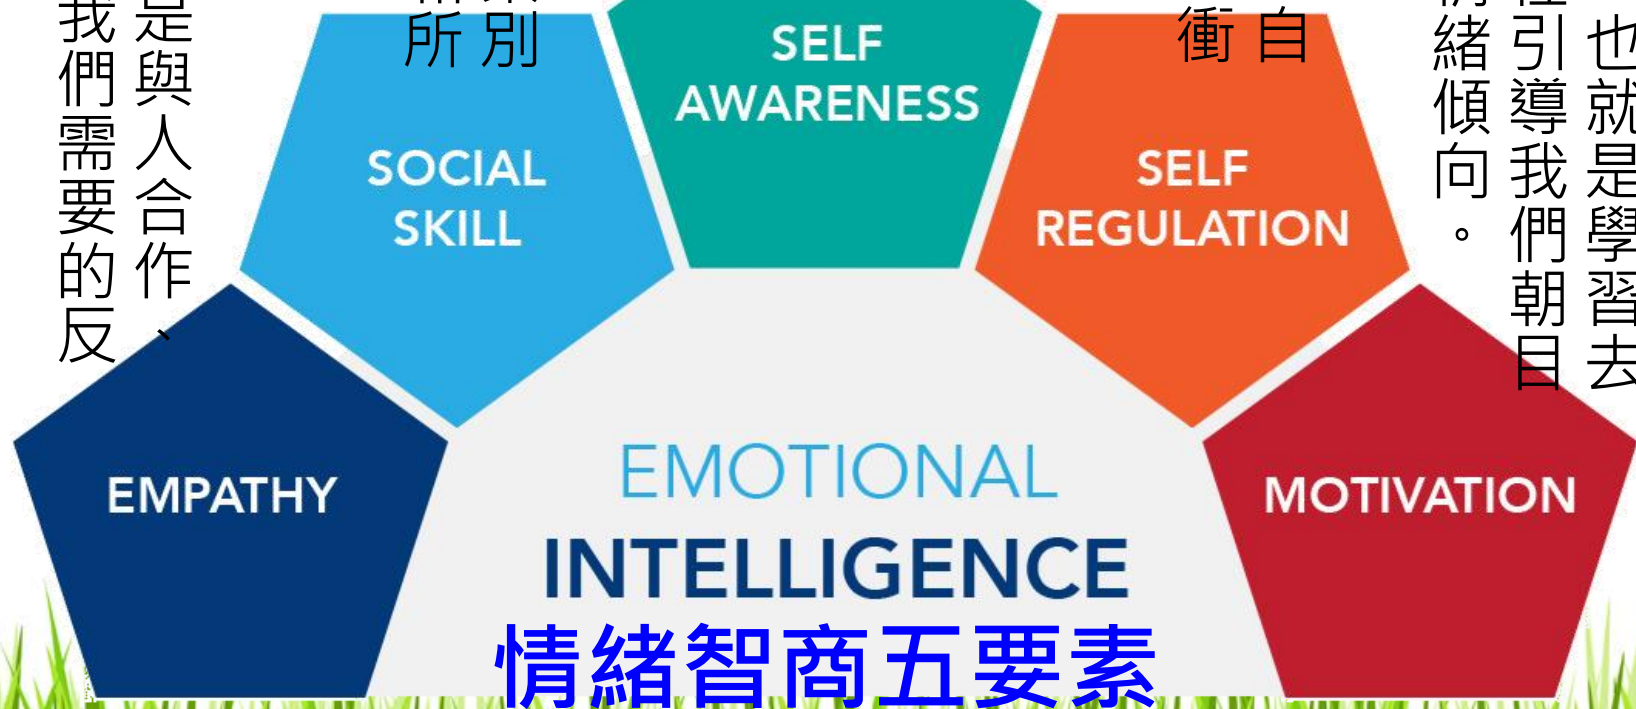 也就是學習去
引導我們朝目
緒傾向。
自
衝
SELF
AWARENESS
別
所
SOCIAL
SKILL
SELF
REGULATION
是與人合作、
我們需要的反
EMPATHY
MOTIVATION
EMOTIONAL
INTELLIGENCE
情緒智商五要素